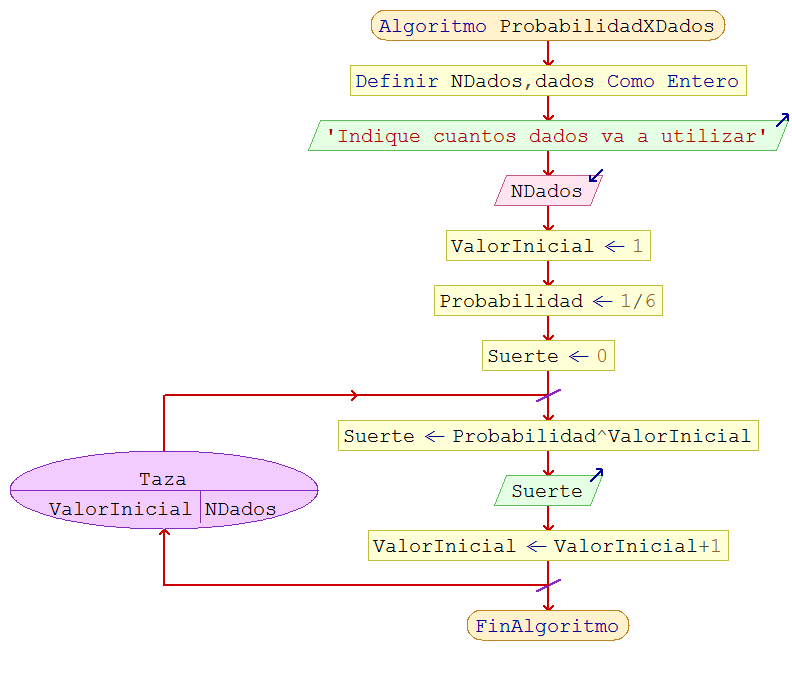 Algoritmo ProbabilidadXDados
Definir NDados,dados Como Entero
'Indique cuantos dados va a utilizar'
NDados
ValorInicial ← 1
Probabilidad ← 1/6
Suerte ← 0
Suerte ← Probabilidad^ValorInicial
Taza
ValorInicial NDados
Suerte
ValorInicial ← ValorInicial+1
FinAlgoritmo